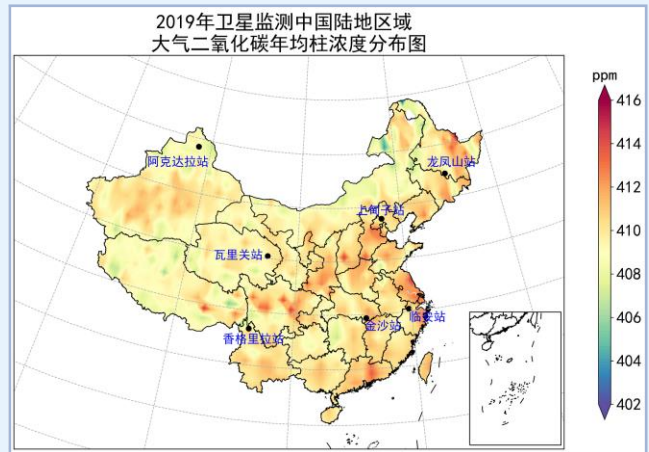 2019年卫星监测中国陆地区域
大气二氧化碳年均柱浓度分布图
ppm
416
414
412
410
408
406
404
402
阿克达拉站
龙凤山站
上甸子站
瓦里关站
临安站
金沙站
香格里拉站